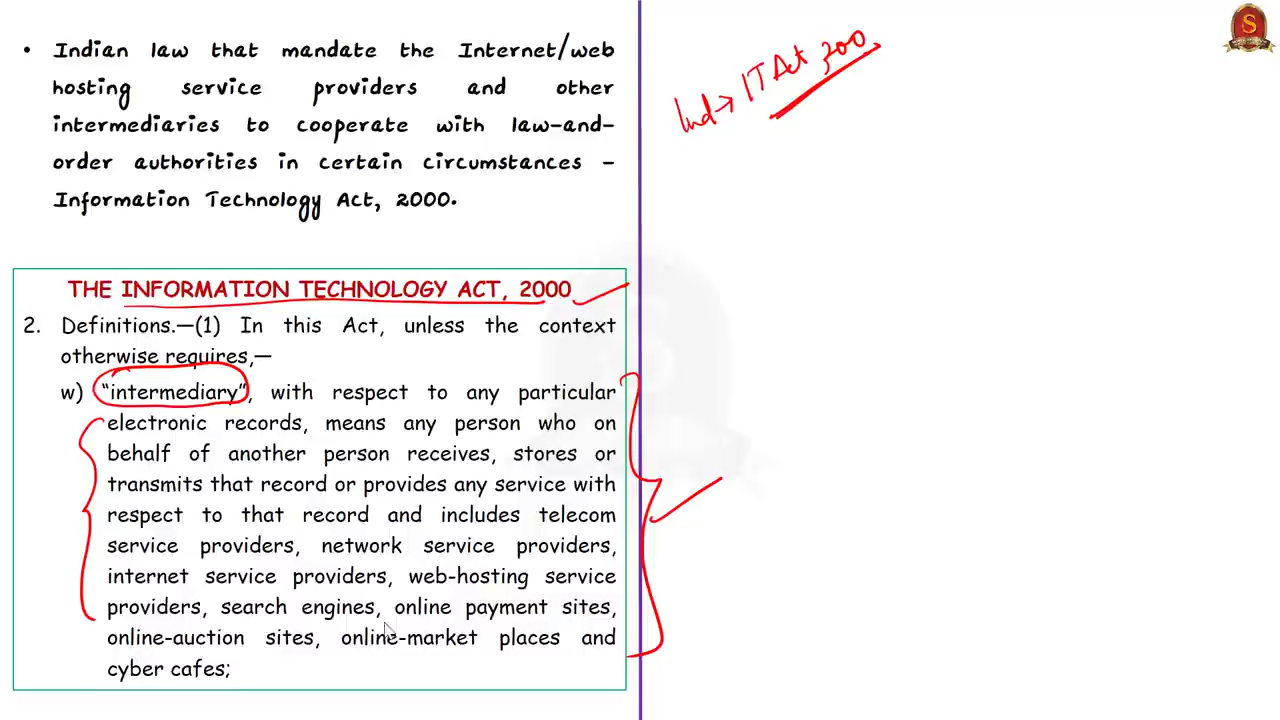 • Indian law that mandate the Internet/web
hosting service providers and other
intermediaries to cooperate with law-and-
order authorities in certain circumstances –
Information Technology Act, 2000.
THE INFORMATION TECHNOLOGY ACT, 2000
2. Definitions.—(1) In this Act, unless the context
otherwise requires,—
w) “intermediary”, with respect to any particular
electronic records, means any person who on
behalf of another person receives, stores or
transmits that record or provides any service with
respect to that record and includes telecom
service providers, network service providers,
internet service providers, web-hosting service
providers, search engines, online payment sites,
online-auction sites, online-market places and
cyber cafes;
Ind → IT Act,
S